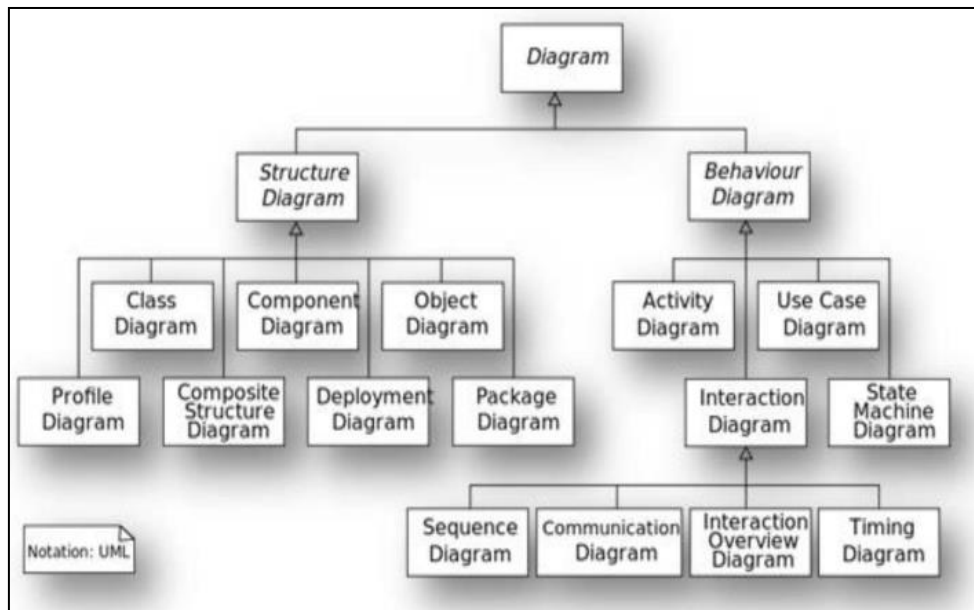 Diagram
Structure
Diagram
Behaviour
Diagram
Class
Diagram
Component
Diagram
Object
Diagram
Activity
Diagram
Use Case
Diagram
Profile
Diagram
Composite
Structure
Diagram
Deployment
Diagram
Package
Diagram
Interaction
Diagram
State
Machine
Diagram
Sequence
Diagram
Communication
Diagram
Interaction
Overview
Diagram
Timing
Diagram
Notation: UML